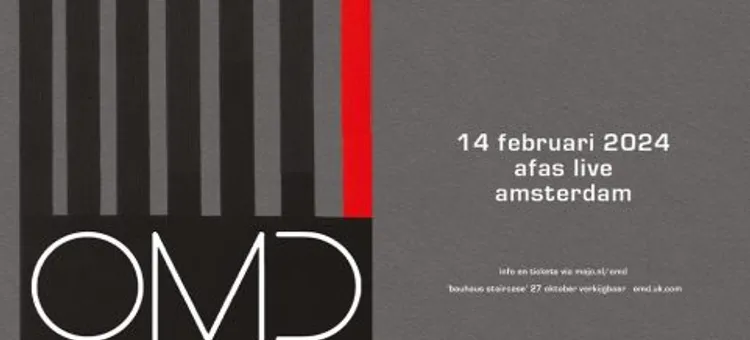 OMD
14 februari 2024
afas live
amsterdam
info en tickets via mojo.nl/omd
'bauhaus staircase' 27 oktober verkijgbaar omd.uk.com